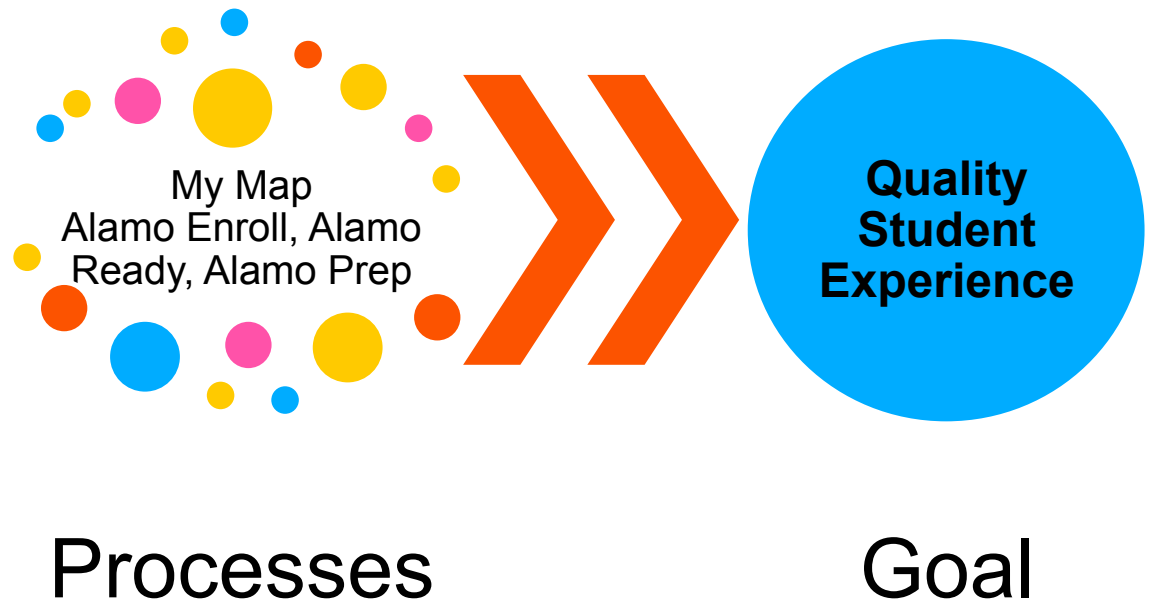 My Map
Alamo Enroll, Alamo
Ready, Alamo Prep
Quality
Student
Experience
Processes
Goal